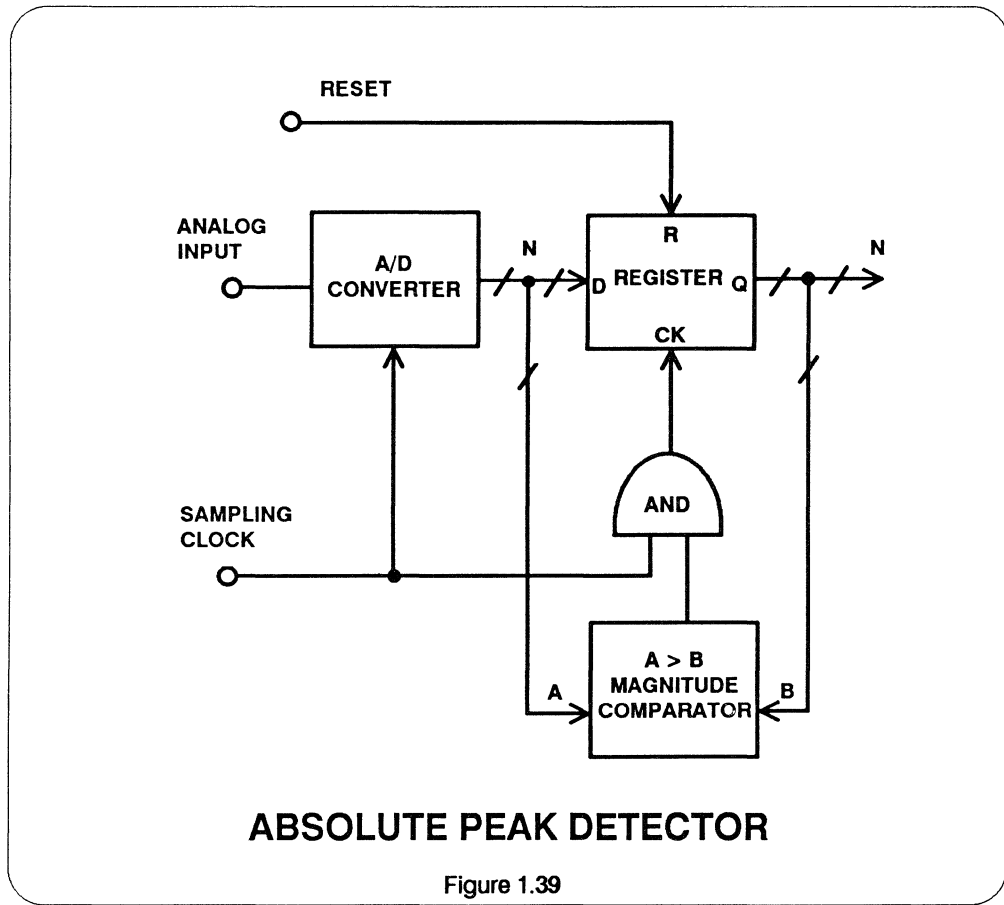 RESET
ANALOG
INPUT
A/D
CONVERTER
N
R
D
REGISTER
Q
CK
N
SAMPLING
CLOCK
AND
A > B
MAGNITUDE
COMPARATOR
A
B
ABSOLUTE PEAK DETECTOR
Figure 1.39